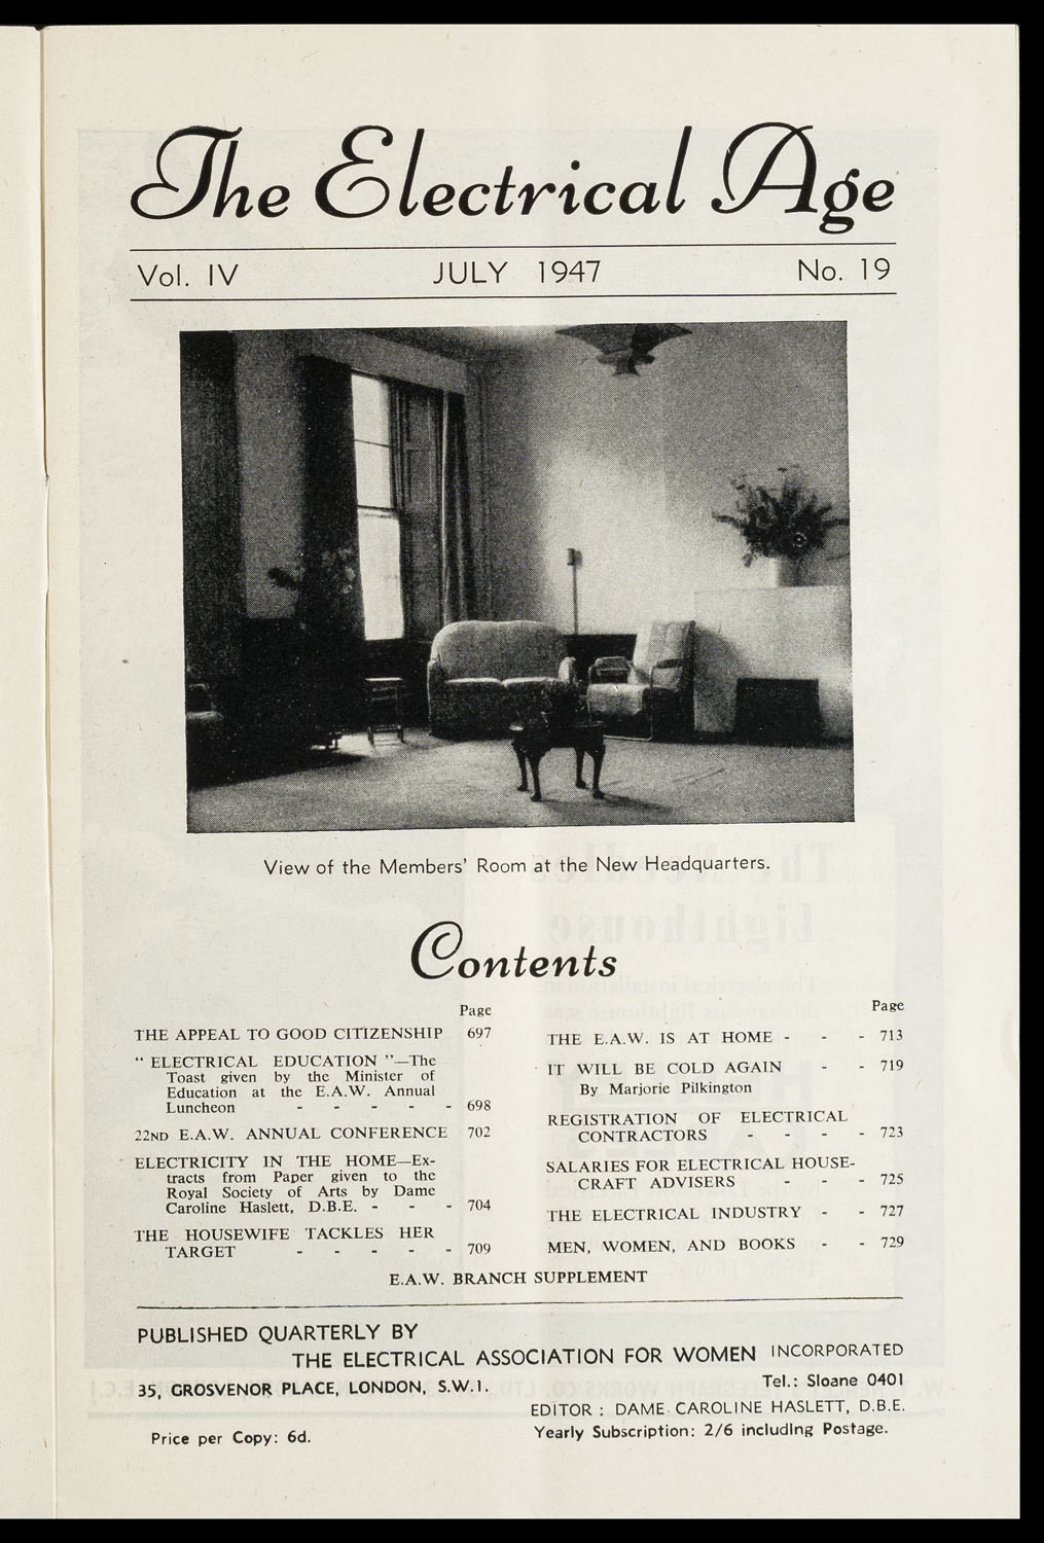 The Electrical Age
Vol. IV JULY 1947 No. 19
View of the Members' Room at the New Headquarters.
Contents
Page
THE APPEAL TO GOOD CITIZENSHIP 697
" ELECTRICAL EDUCATION "—The
Toast given by the Minister of
Education at the E.A.W. Annual
Luncheon - - - - - 698
22ND E.A.W. ANNUAL CONFERENCE 702
ELECTRICITY IN THE HOME—Ex-
tracts from Paper given to the
Royal Society of Arts by Dame
Caroline Haslett, D.B.E. - - - 704
THE HOUSEWIFE TACKLES HER
TARGET - - - - - 709
Page
THE E.A.W. IS AT HOME - - - 713
IT WILL BE COLD AGAIN - - 719
By Marjorie Pilkington
REGISTRATION OF ELECTRICAL
CONTRACTORS - - - - 723
SALARIES FOR ELECTRICAL HOUSE-
CRAFT ADVISERS - - - 725
THE ELECTRICAL INDUSTRY - - 727
MEN, WOMEN, AND BOOKS - - 729
E.A.W. BRANCH SUPPLEMENT
PUBLISHED QUARTERLY BY
THE ELECTRICAL ASSOCIATION FOR WOMEN INCORPORATED
35, GROSVENOR PLACE, LONDON, S.W.1. Tel.: Sloane 0401
EDITOR : DAME CAROLINE HASLETT, D.B.E.
Price per Copy: 6d. Yearly Subscription: 2/6 including Postage.